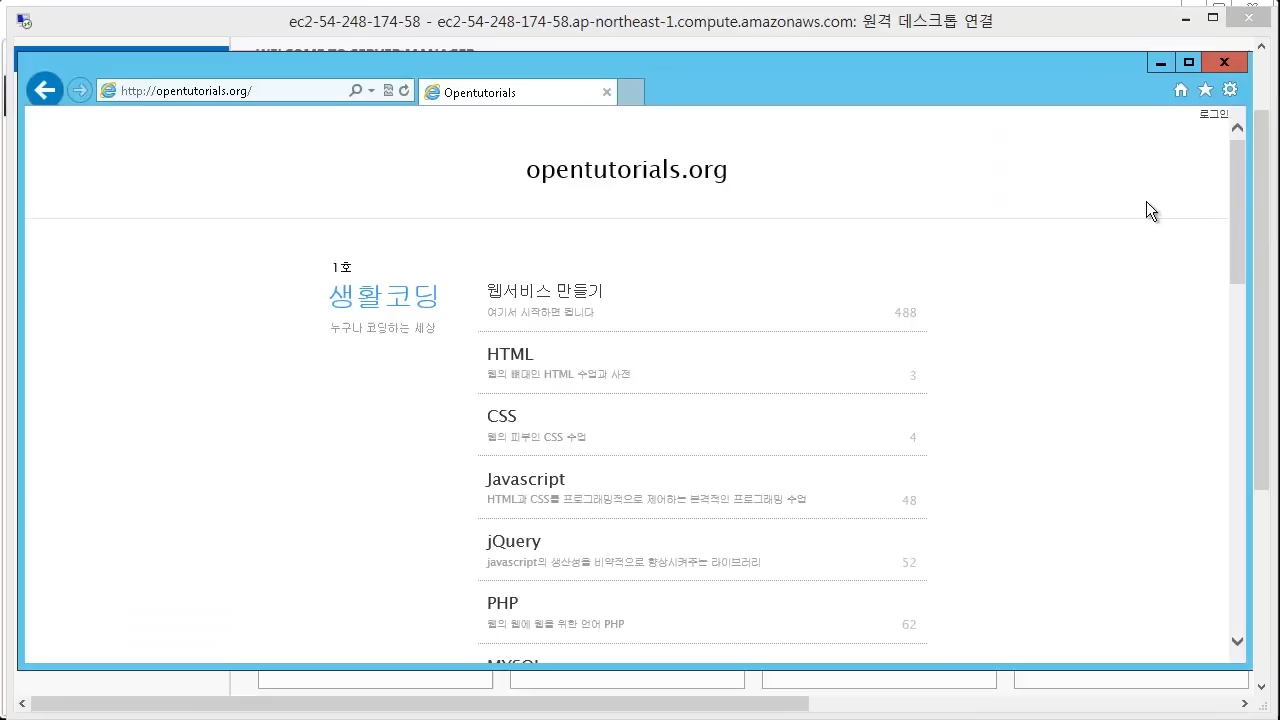 ec2-54-248-174-58 - ec2-54-248-174-58.ap-northeast-1.compute.amazonaws.com: 원격 데스크톱 연결
http://opentutorials.org/
Opentutorials
로그인
opentutorials.org
1호
생활코딩
누구나 코딩하는 세상
웹서비스 만들기
여기서 시작하면 됩니다
488
HTML
웹의 뼈대인 HTML 수업과 사전
3
CSS
웹의 피부인 CSS 수업
4
Javascript
HTML과 CSS를 프로그래밍적으로 제어하는 본격적인 프로그래밍 수업
48
jQuery
javascript의 생산성을 비약적으로 향상시켜주는 라이브러리
52
PHP
웹의 웹에 웹을 위한 언어 PHP
62
MYSQL